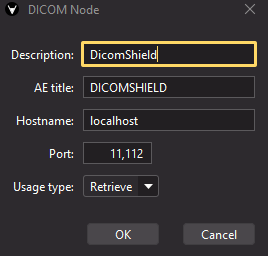 DICOM Node
Description: DicomShield
AE title: DICOMSHIELD
Hostname: localhost
Port: 11,112
Usage type: Retrieve
OK Cancel